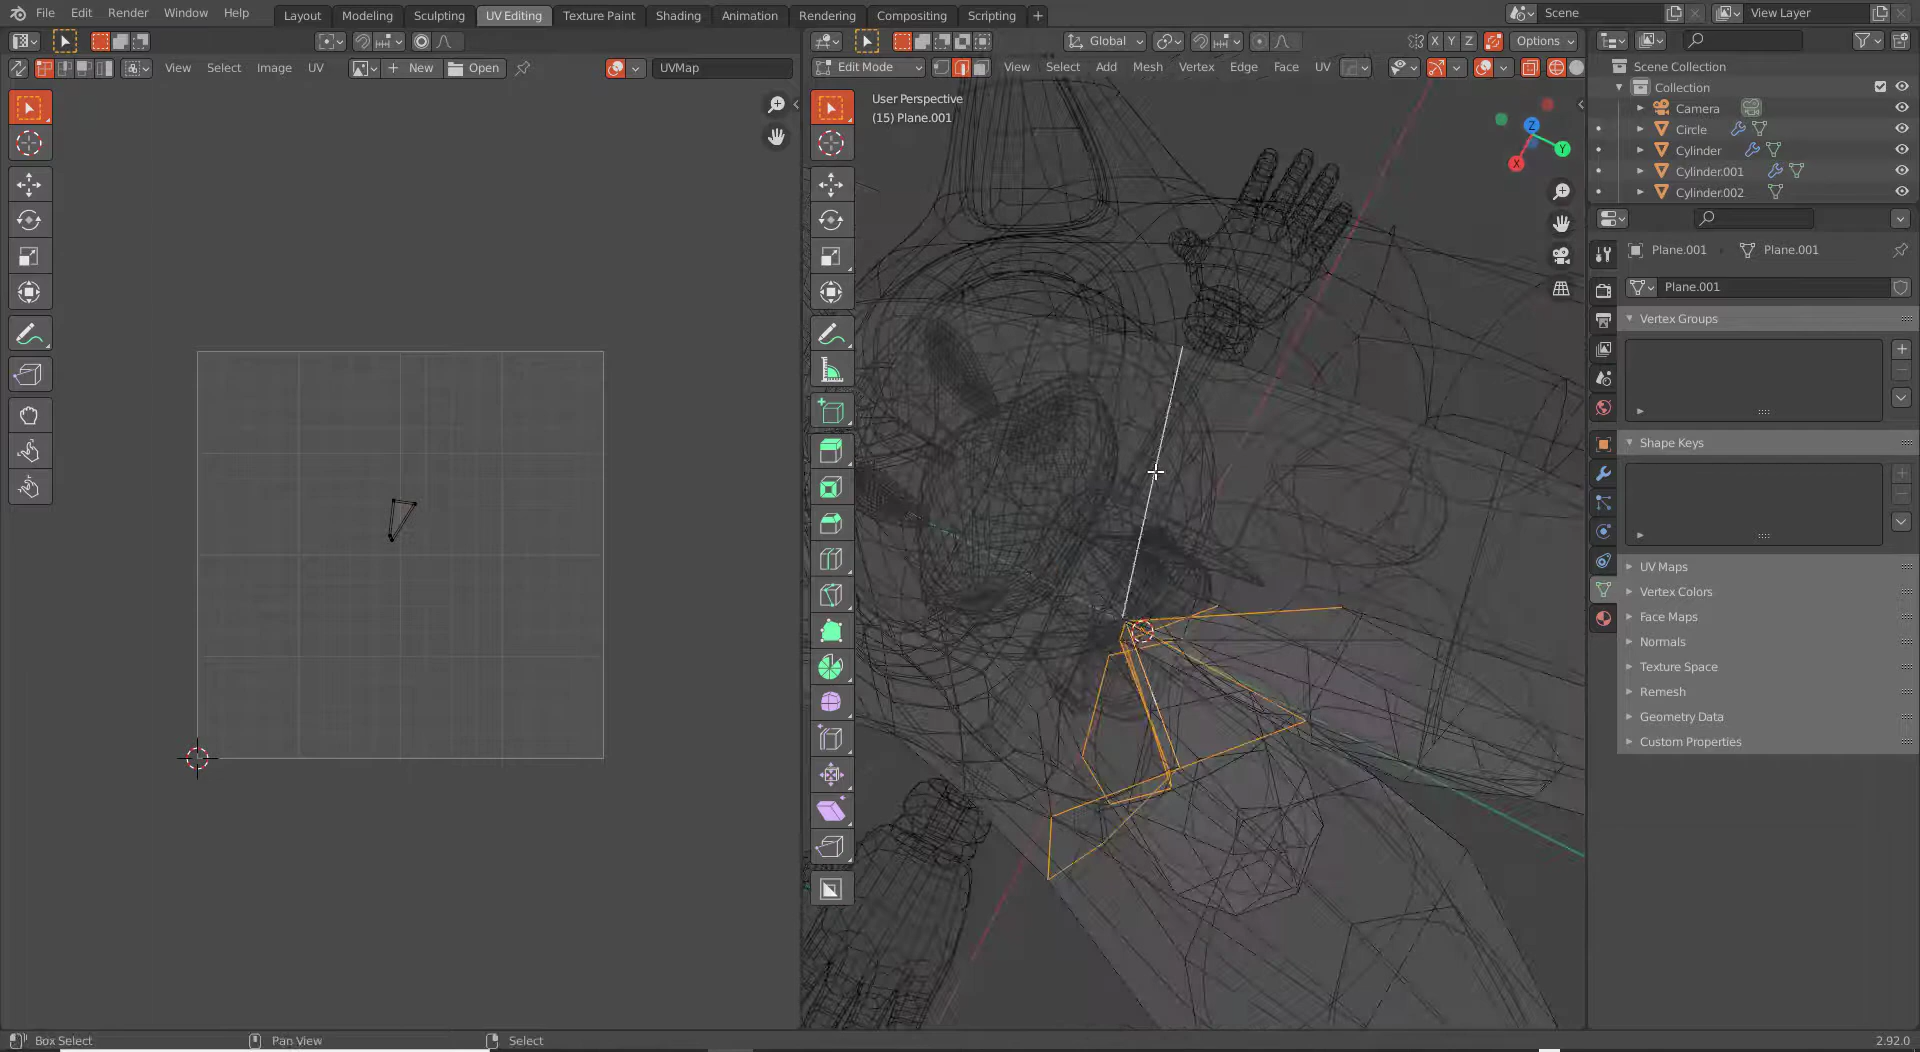 File Edit Render Window Help Layout Modeling Sculpting UV Editing Texture Paint Shading Animation Rendering Compositing Scripting + Scene View Layer
Global X Y Z Options
View Select Image UV + New Open UVMap Edit Mode View Select Add Mesh Vertex Edge Face UV
User Perspective
(15) Plane.001
Z
Y
X
Scene Collection
Collection
Camera
Circle
Cylinder
Cylinder.001
Cylinder.002
Plane.001 Plane.001
Plane.001
Vertex Groups
Shape Keys
UV Maps
Vertex Colors
Face Maps
Normals
Texture Space
Remesh
Geometry Data
Custom Properties
Box Select Pan View Select 2.92.0